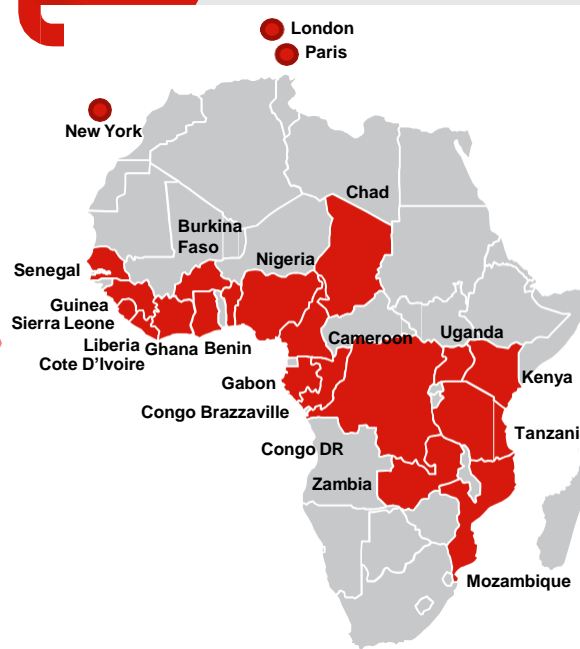 London
Paris
New York
Chad
Burkina
Faso
Nigeria
Senegal
Guinea
Sierra Leone
Liberia
Cote D'Ivoire
Ghana
Benin
Cameroon
Uganda
Kenya
Gabon
Congo Brazzaville
Tanzani
Congo DR
Zambia
Mozambique